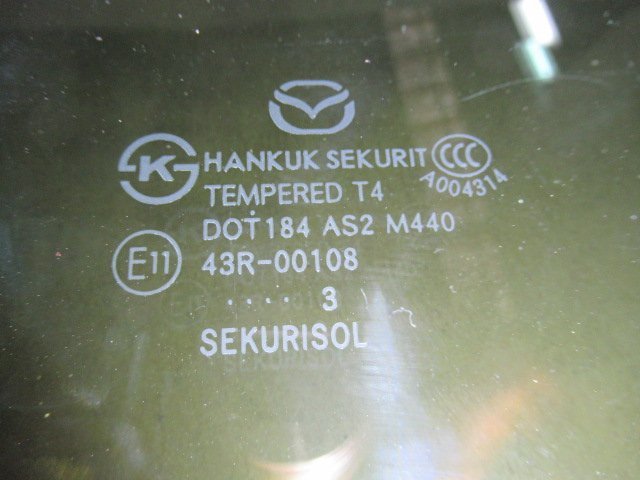 K HANKUK SEKURIT CCC
A004314
TEMPERED T4
DOT184 AS2 M440
E11 43R-00108
.... 3
SEKURISOL